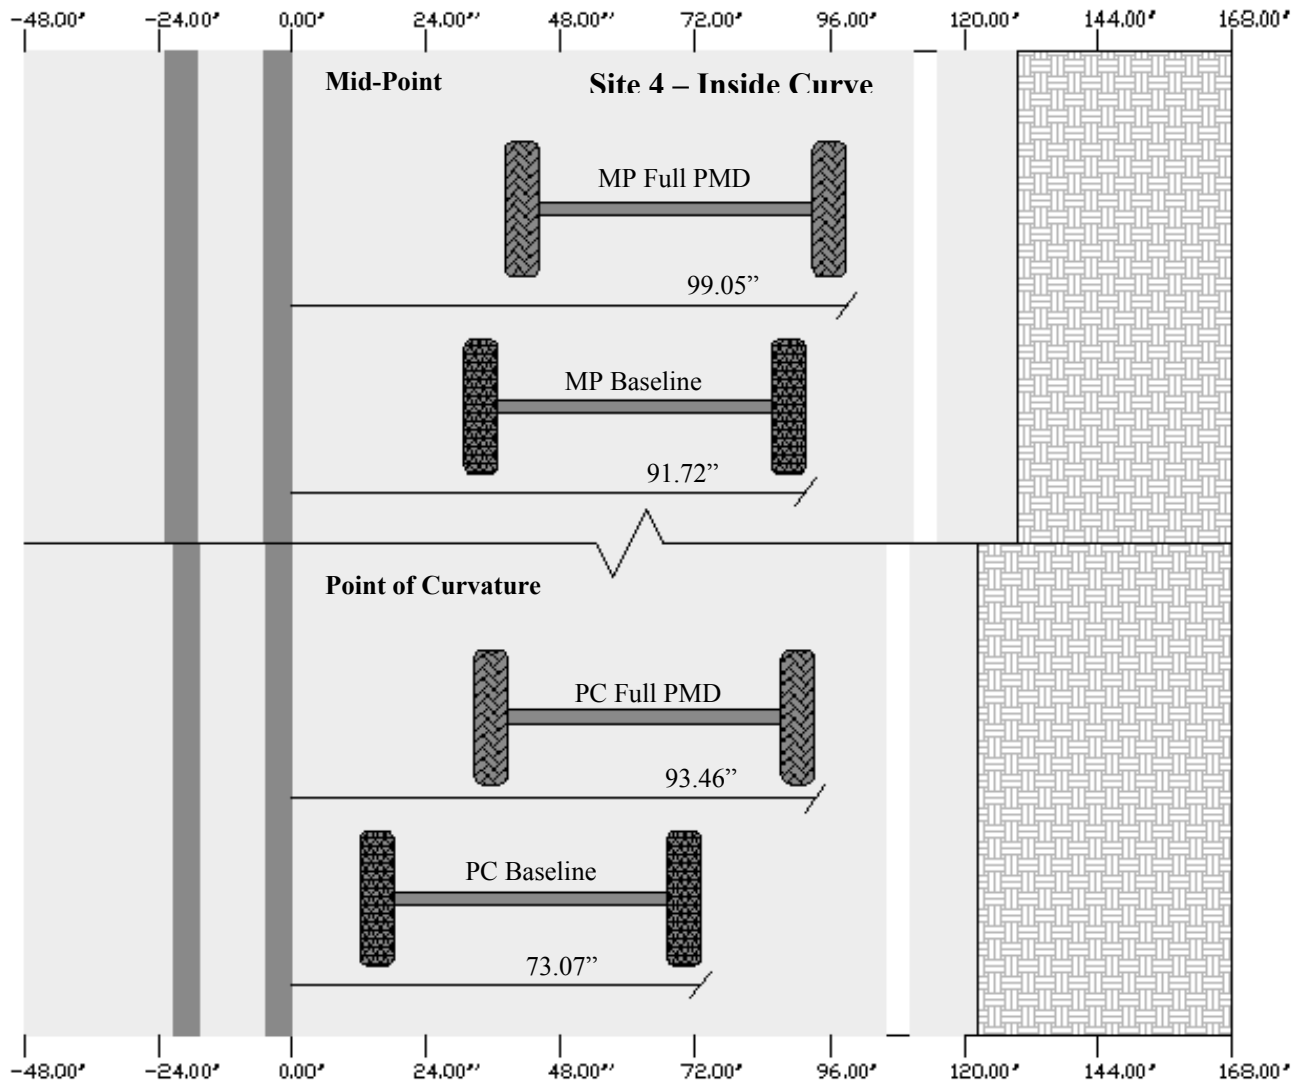 -48.00" -24.00" 0.00" 24.00" 48.00" 72.00" 96.00" 120.00" 144.00" 168.00"
Mid-Point Site 4 – Inside Curve
MP Full PMD
99.05”
MP Baseline
91.72”
Point of Curvature
PC Full PMD
93.46”
PC Baseline
73.07”
-48.00" -24.00" 0.00" 24.00" 48.00" 72.00" 96.00" 120.00" 144.00" 168.00"